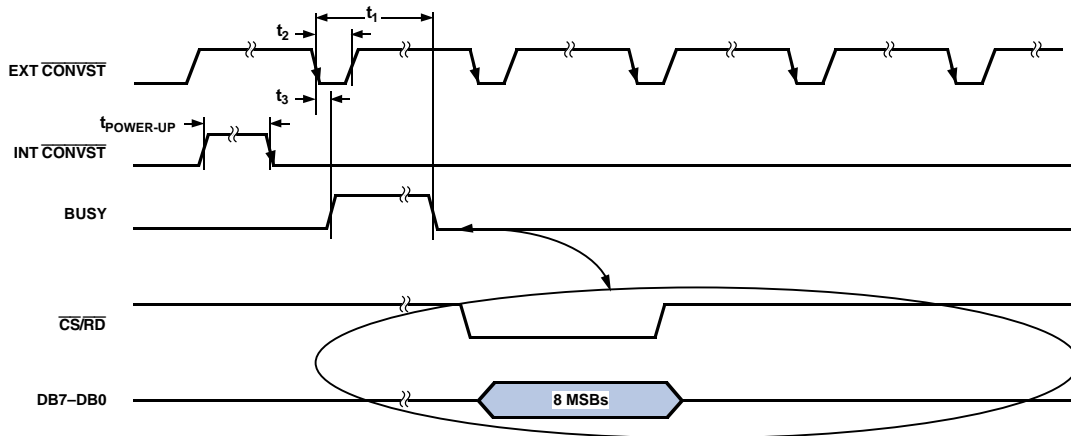 t1
t2
EXT CONVST
t3
tPOWER-UP
INT CONVST
BUSY
CS/RD
DB7–DB0
8 MSBs